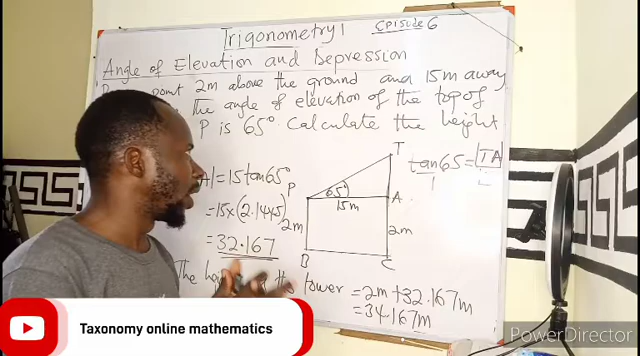 Trigonometry 1 Episode 6
Angle of Elevation and Depression
point 2m above the ground and 15m away
the angle of elevation of the top of
P is 65°. Calculate the height
T
tan65 = |TA|
1
A| = 15tan65°
P 65° A
15m
= 15x(2.1445)
2m 2m
= 32.167
B C
The the tower = 2m + 32.167m
= 34.167m
Taxonomy online mathematics
PowerDirector